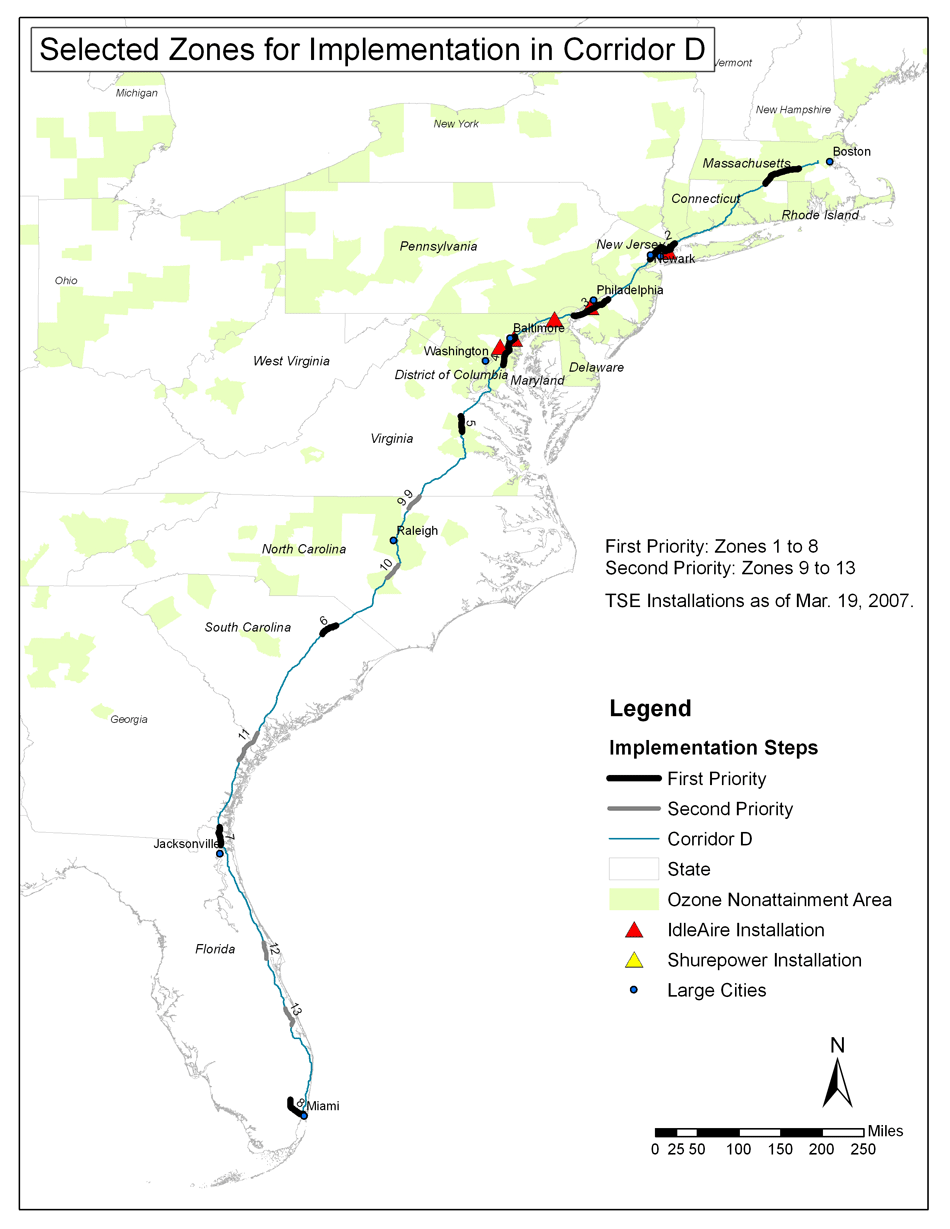 Selected Zones for Implementation in Corridor D
Vermont
Michigan
New Hampshire
New York
Boston
Massachusetts
Connecticut
Rhode Island
2
New Jersey
Pennsylvania
Newark
Ohio
Philadelphia
3
Baltimore
Washington
4
West Virginia
Delaware
District of Columbia
Maryland
5
Virginia
9 9
Raleigh
North Carolina
10
First Priority: Zones 1 to 8
Second Priority: Zones 9 to 13
TSE Installations as of Mar. 19, 2007.
6
South Carolina
Georgia
11
7
Jacksonville
Florida
12
13
8
Miami
Legend
Implementation Steps
First Priority
Second Priority
Corridor D
State
Ozone Nonattainment Area
IdleAire Installation
Shurepower Installation
Large Cities
N
Miles
0 25 50 100 150 200 250